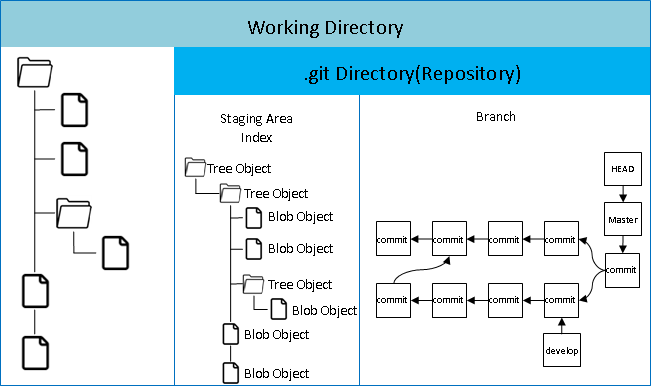 Working Directory
.git Directory(Repository)
Staging Area
Index
Branch
Tree Object
Tree Object
Blob Object
Blob Object
Tree Object
Blob Object
Blob Object
Blob Object
HEAD
Master
commit commit commit commit
commit
commit commit commit commit
develop